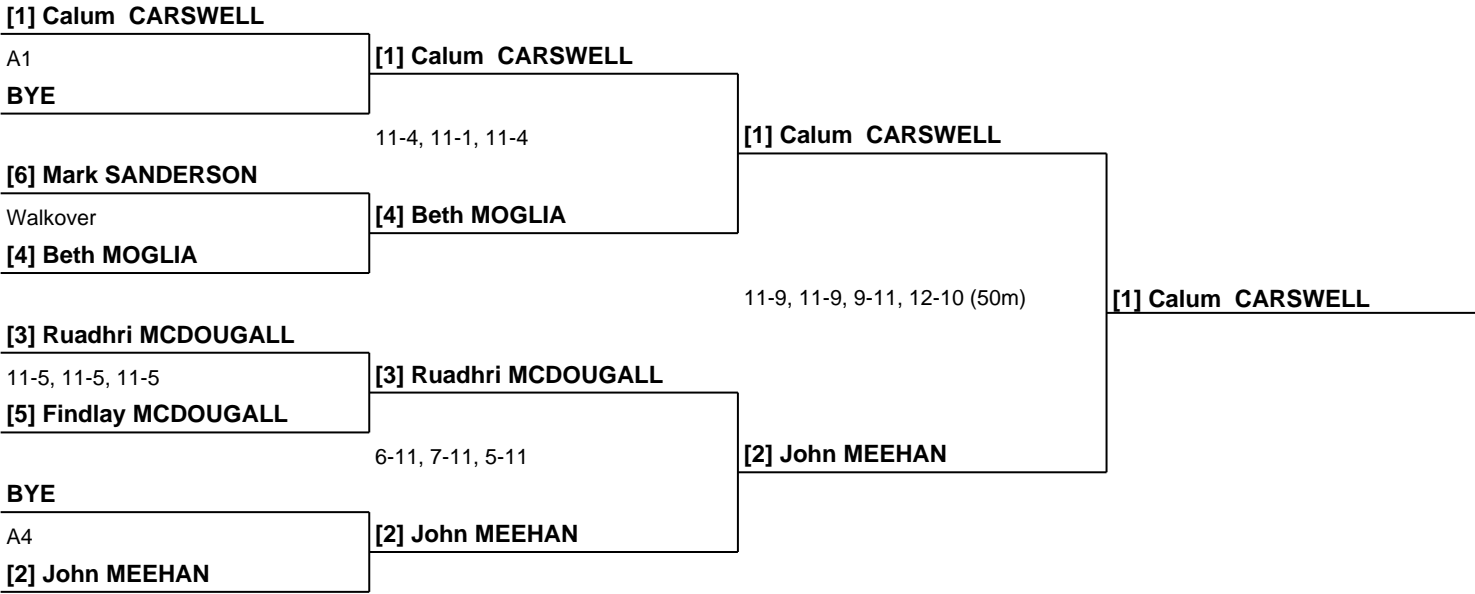 [1] Calum  CARSWELL
A1
BYE
[6] Mark SANDERSON
Walkover
[4] Beth MOGLIA
[3] Ruadhri MCDOUGALL
11-5, 11-5, 11-5
[5] Findlay MCDOUGALL
BYE
A4
[2] John MEEHAN
[1] Calum  CARSWELL
11-4, 11-1, 11-4
[4] Beth MOGLIA
[3] Ruadhri MCDOUGALL
6-11, 7-11, 5-11
[2] John MEEHAN
[1] Calum  CARSWELL
11-9, 11-9, 9-11, 12-10 (50m)
[2] John MEEHAN
[1] Calum  CARSWELL